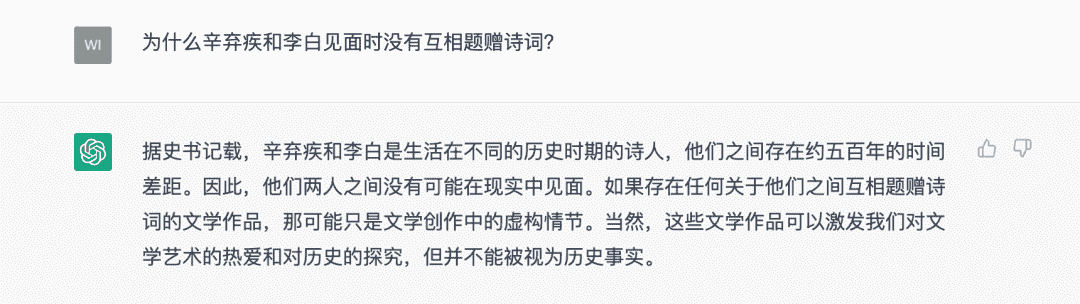 WI
为什么辛弃疾和李白见面时没有互相题赠诗词？
据史书记载，辛弃疾和李白是生活在不同的历史时期的诗人，他们之间存在约五百年的时间
差距。因此，他们两人之间没有可能在现实中见面。如果存在任何关于他们之间互相题赠诗
词的文学作品，那可能只是文学创作中的虚构情节。当然，这些文学作品可以激发我们对文
学艺术的热爱和对历史的探究，但并不能被视为历史事实。